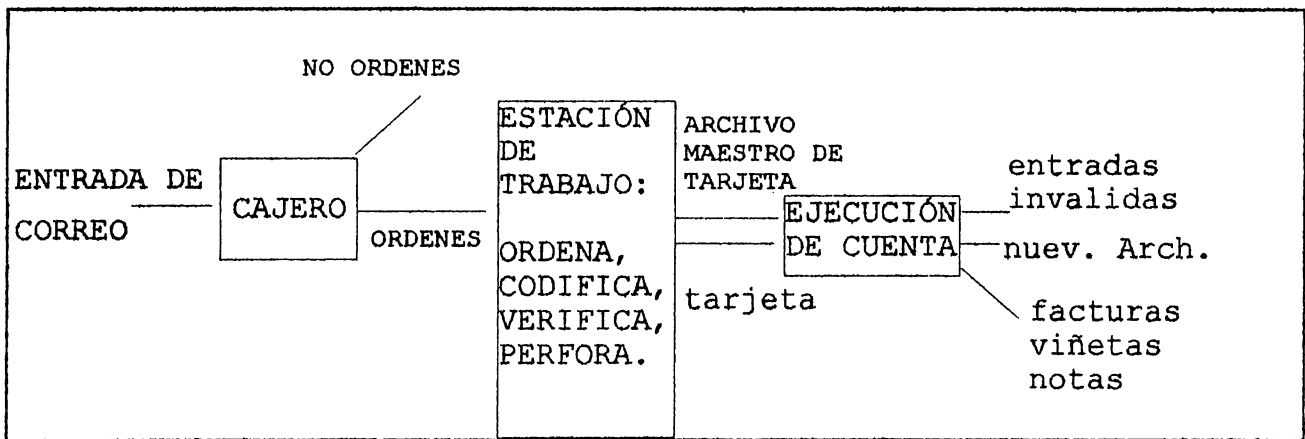 NO ORDENES
ENTRADA DE
CORREO
CAJERO
ORDENES
ESTACIÓN
DE
TRABAJO:
ORDENA,
CODIFICA,
VERIFICA,
PERFORA.
ARCHIVO
MAESTRO DE
TARJETA
tarjeta
EJECUCIÓN
DE CUENTA
entradas
invalidas
nuev. Arch.
facturas
viñetas
notas